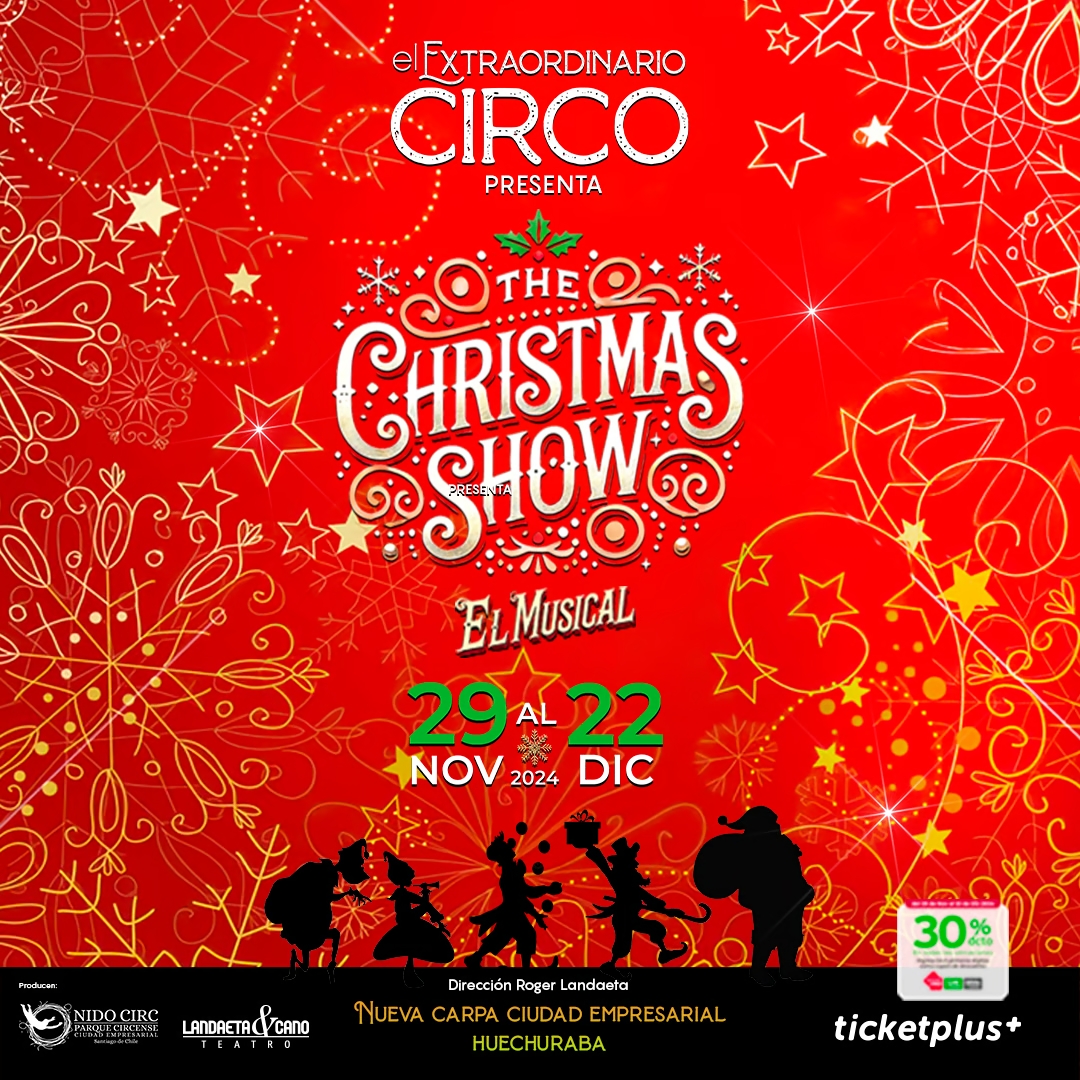 el EXTRAORDINARIO
CIRCO
PRESENTA
THE
CHRISTMAS
SHOW
PRESENTA
EL MUSICAL
29 AL 22
NOV 2024 DIC
30% dcto
Dirección Roger Landaeta
Producen:
NIDO CIRC
PARQUE CIRCENSE
CIUDAD EMPRESARIAL
Santiago de Chile
LANDAETA & CANO
TEATRO
NUEVA CARPA CIUDAD EMPRESARIAL
HUECHURABA
ticketplus+